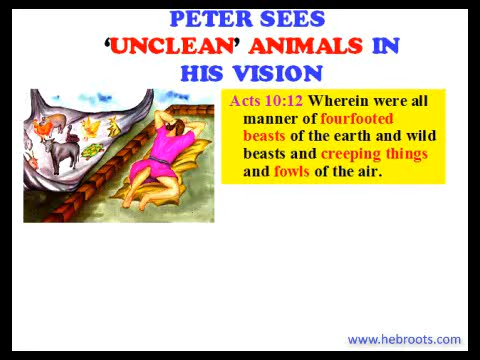 PETER SEES
‘UNCLEAN’ ANIMALS IN
HIS VISION
Acts 10:12 Wherein were all
manner of fourfooted
beasts of the earth and wild
beasts and creeping things
and fowls of the air.
www.hebroots.com